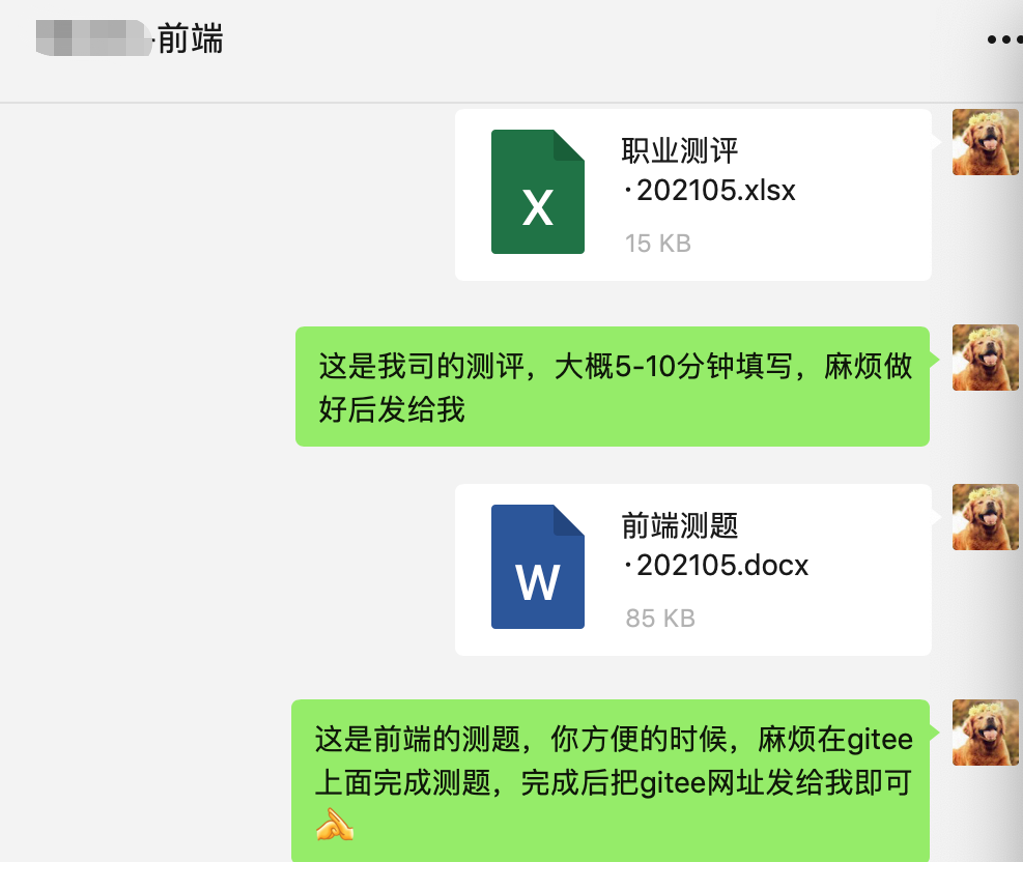 ·前端
职业测评
·202105.xlsx
X
15 KB
这是我司的测评，大概5-10分钟填写，麻烦做
好后发给我
前端测题
·202105.docx
W
85 KB
这是前端的测题，你方便的时候，麻烦在gitee
上面完成测题，完成后把gitee网址发给我即可